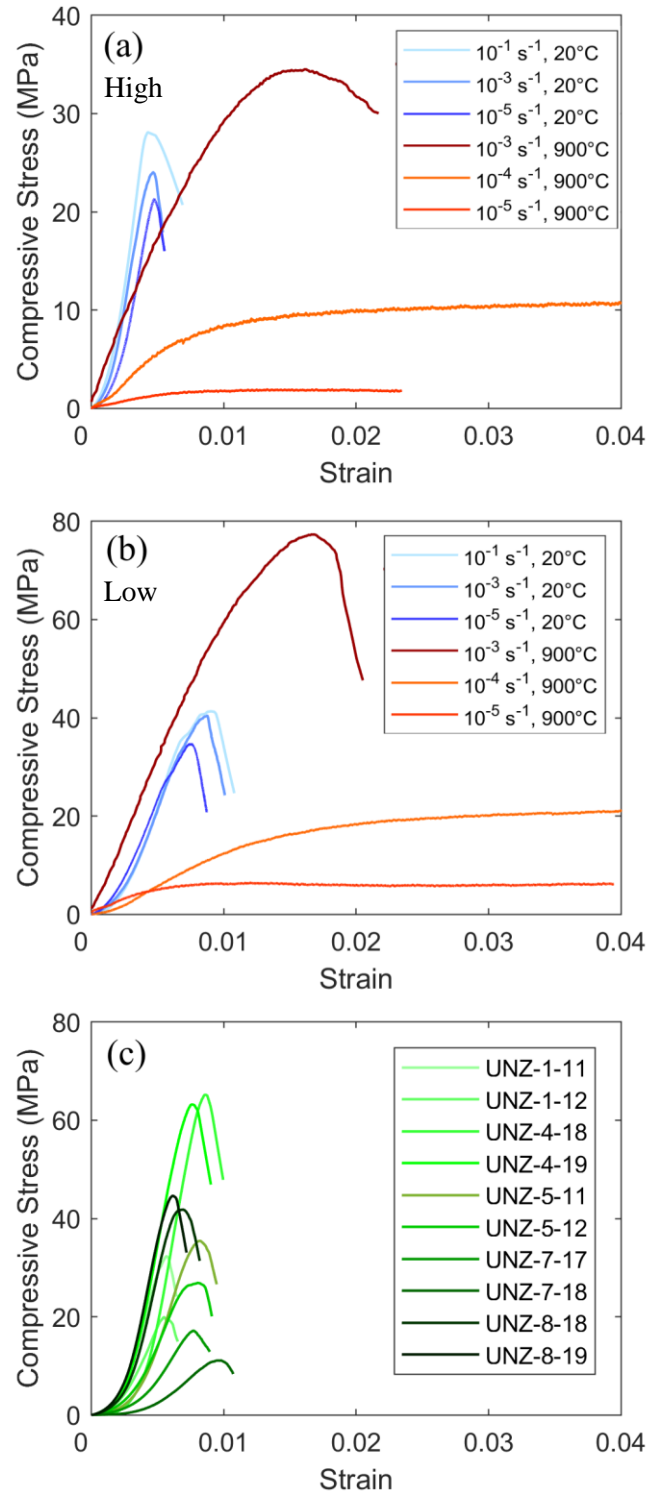 (a)
High
10⁻¹ s⁻¹, 20°C
10⁻³ s⁻¹, 20°C
10⁻⁵ s⁻¹, 20°C
10⁻³ s⁻¹, 900°C
10⁻⁴ s⁻¹, 900°C
10⁻⁵ s⁻¹, 900°C
Compressive Stress (MPa)
40
30
20
10
0
0 0.01 0.02 0.03 0.04
Strain
(b)
Low
10⁻¹ s⁻¹, 20°C
10⁻³ s⁻¹, 20°C
10⁻⁵ s⁻¹, 20°C
10⁻³ s⁻¹, 900°C
10⁻⁴ s⁻¹, 900°C
10⁻⁵ s⁻¹, 900°C
Compressive Stress (MPa)
80
60
40
20
0
0 0.01 0.02 0.03 0.04
Strain
(c)
UNZ-1-11
UNZ-1-12
UNZ-4-18
UNZ-4-19
UNZ-5-11
UNZ-5-12
UNZ-7-17
UNZ-7-18
UNZ-8-18
UNZ-8-19
Compressive Stress (MPa)
80
60
40
20
0
0 0.01 0.02 0.03 0.04
Strain